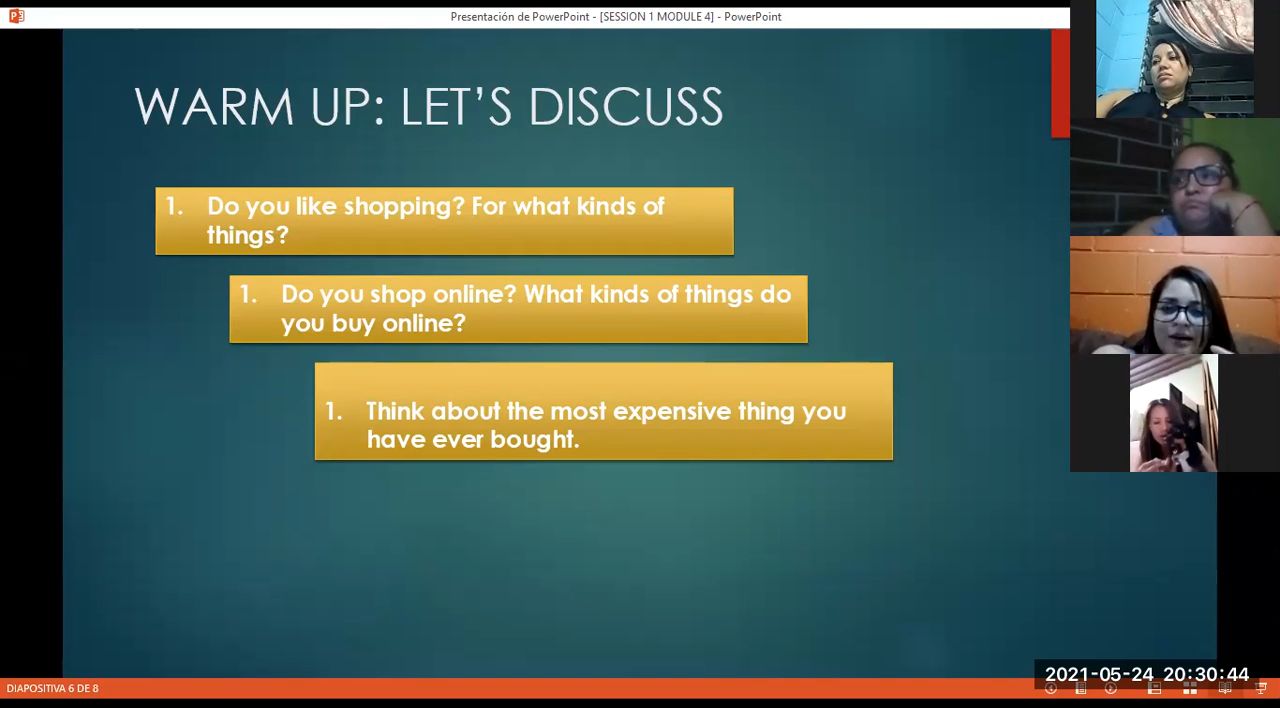 Presentación de PowerPoint - [SESSION 1 MODULE 4] - PowerPoint
WARM UP: LET'S DISCUSS
1. Do you like shopping? For what kinds of
things?
1. Do you shop online? What kinds of things do
you buy online?
1. Think about the most expensive thing you
have ever bought.
2021-05-24 20:30:44
DIAPOSITIVA 6 DE 8